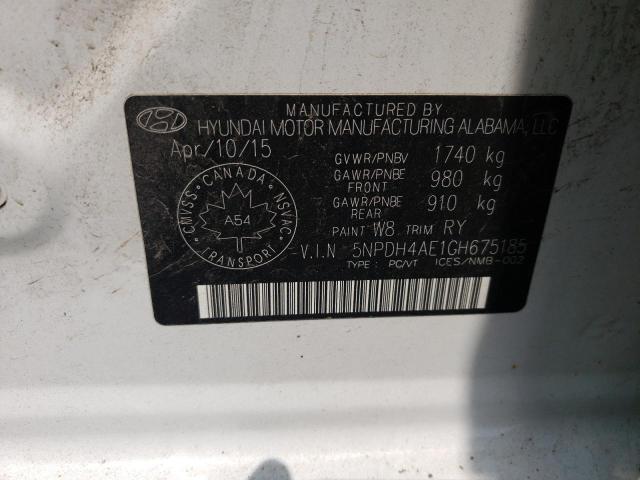 MANUFACTURED BY
HYUNDAI MOTOR MANUFACTURING ALABAMA, LLC
Apr/10/15
GVWR/PNBV 1740 kg
GAWR/PNBE FRONT 980 kg
GAWR/PNBE REAR 910 kg
PAINT W8 TRIM RY
V.I.N 5NPDH4AE1GH675185
TYPE : PC/VT ICES/NMB-002
CMVSS · CANADA · NSVAC
A54
TRANSPORT